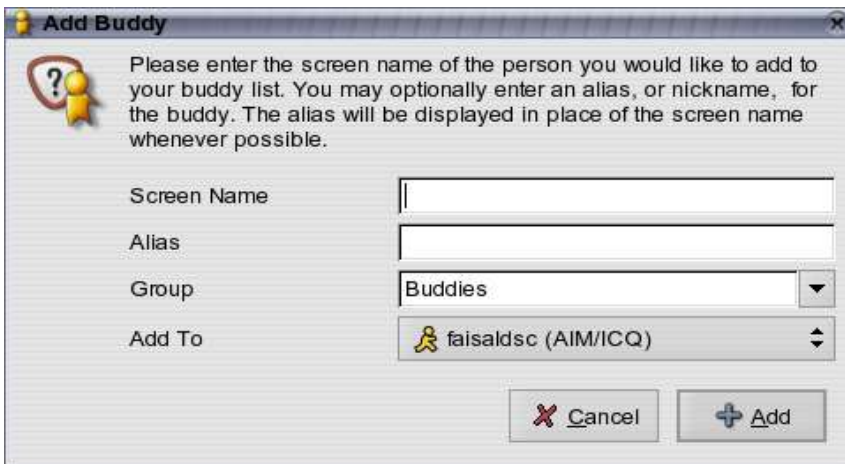 Add Buddy
Please enter the screen name of the person you would like to add to
your buddy list. You may optionally enter an alias, or nickname, for
the buddy. The alias will be displayed in place of the screen name
whenever possible.
Screen Name
Alias
Group Buddies
Add To faisaldsc (AIM/ICQ)
Cancel Add